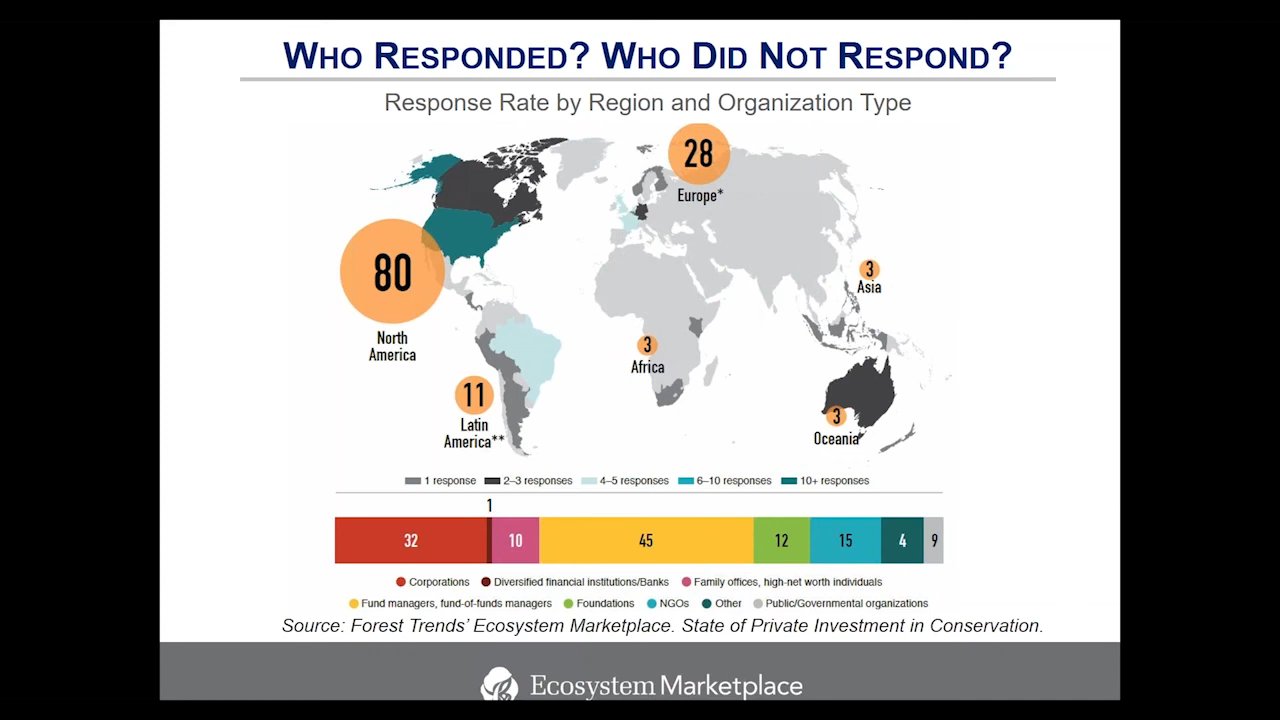 WHO RESPONDED? WHO DID NOT RESPOND?
Response Rate by Region and Organization Type
28
Europe*
80
North
America
3
Asia
3
Africa
11
Latin
America**
3
Oceania
1 response 2–3 responses 4–5 responses 6–10 responses 10+ responses
1
32 10 45 12 15 4 9
Corporations Diversified financial institutions/Banks Family offices, high-net worth individuals
Fund managers, fund-of-funds managers Foundations NGOs Other Public/Governmental organizations
Source: Forest Trends’ Ecosystem Marketplace. State of Private Investment in Conservation.
Ecosystem Marketplace